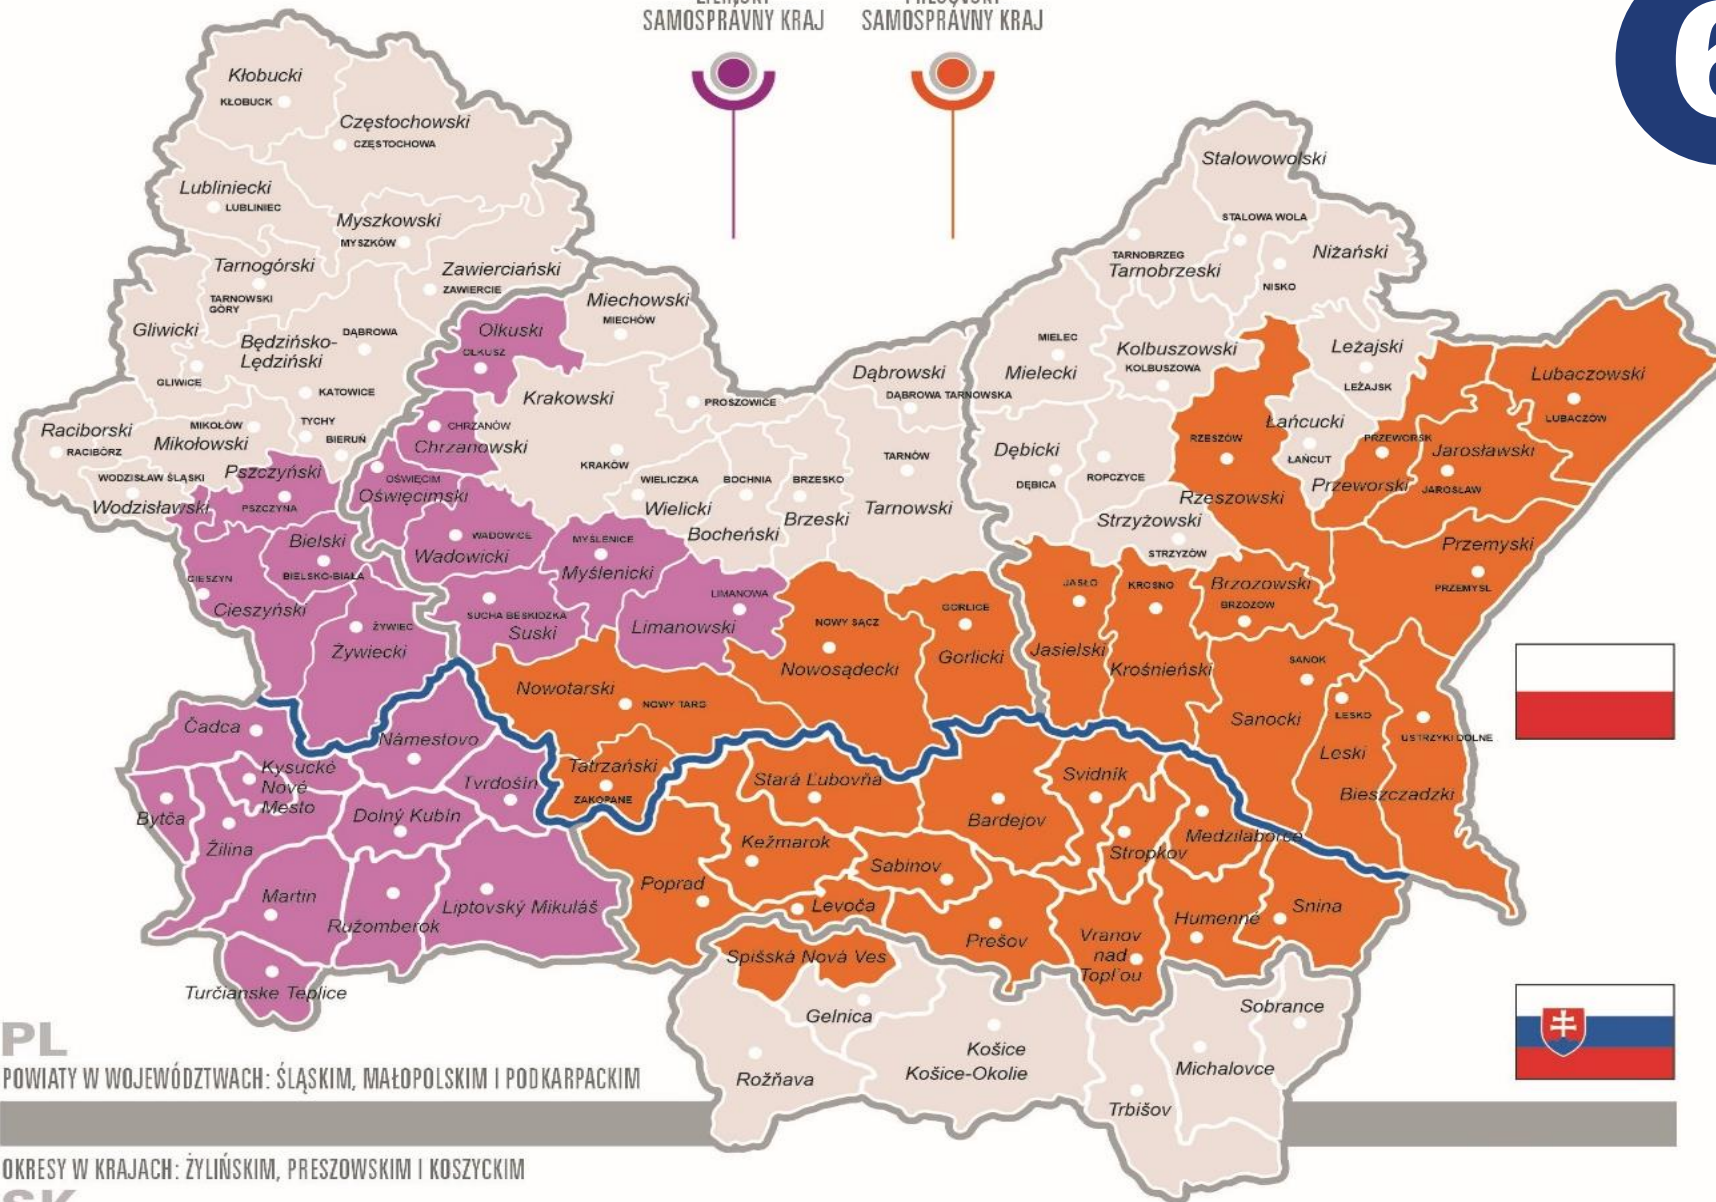 SAMOSPRÁVNY KRAJ
SAMOSPRÁVNY KRAJ
6
Kłobucki
KŁOBUCK
Częstochowski
CZĘSTOCHOWA
Lubliniecki
LUBLINIEC
Myszkowski
MYSZKÓW
Tarnogórski
TARNOWSKI
GÓRY
Zawierciański
ZAWIERCIE
Gliwicki
GLIWICE
Będzińsko-
Lędziński
DĄBROWA
KATOWICE
Raciborski
RACIBÓRZ
MIKOŁÓW
Mikołowski
TYCHY
BIERUŃ
WODZISŁAW ŚLĄSKI
Wodzisławski
Pszczyński
PSZCZYNA
Bielski
BIELSKO-BIAŁA
CIESZYN
Cieszyński
ŻYWIEC
Żywiecki
Olkuski
OLKUSZ
Miechowski
MIECHÓW
Krakowski
KRAKÓW
PROSZOWICE
CHRZANÓW
Chrzanowski
OŚWIĘCIM
Oświęcimski
WADOWICE
Wadowicki
WIELICZKA
Wielicki
BOCHNIA
Bocheński
BRZESKO
Brzeski
Dąbrowski
DĄBROWA TARNOWSKA
TARNÓW
Tarnowski
MYŚLENICE
Myślenicki
SUCHA BESKIDZKA
Suski
LIMANOWA
Limanowski
NOWY SĄCZ
Nowosądecki
GORLICE
Gorlicki
Nowotarski
NOWY TARG
Tatrzański
ZAKOPANE
Stalowowolski
STALOWA WOLA
TARNOBRZEG
Tarnobrzeski
Niżański
NISKO
MIELEC
Mielecki
Kolbuszowski
KOLBUSZOWA
Leżajski
LEŻAJSK
Lubaczowski
LUBACZÓW
Dębicki
DĘBICA
ROPCZYCE
RZESZÓW
Rzeszowski
Łańcucki
ŁAŃCUT
PRZEWORSK
Przeworski
Jarosławski
JAROSŁAW
Strzyżowski
STRZYŻÓW
Przemyski
PRZEMYŚL
JASŁO
Jasielski
KROSNO
Krośnieński
Brzozowski
BRZOZÓW
SANOK
Sanocki
LESKO
Leski
USTRZYKI DOLNE
Bieszczadzki
Čadca
Námestovo
Kysucké
Nové
Mesto
Tvrdošín
Bytča
Dolný Kubín
Žilina
Martin
Ružomberok
Liptovský Mikuláš
Turčianske Teplice
Stará Ľubovňa
Svidník
Bardejov
Medzilaborce
Kežmarok
Sabinov
Stropkov
Poprad
Levoča
Prešov
Vranov
nad
Topľou
Humenné
Snina
Spišská Nová Ves
Gelnica
Rožňava
Košice
Košice-Okolie
Sobrance
Michalovce
Trbišov
PL
POWIATY W WOJEWÓDZTWACH: ŚLĄSKIM, MAŁOPOLSKIM I PODKARPACKIM
OKRESY W KRAJACH: ŻYLIŃSKIM, PRESZOWSKIM I KOSZYCKIM
SK